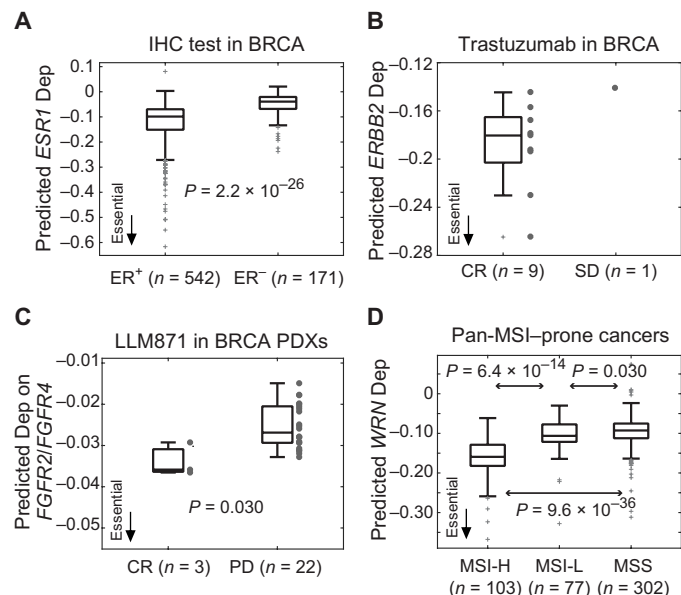 A
IHC test in BRCA
Predicted ESR1 Dep
0.1
0
−0.1
−0.2
−0.3
−0.4
−0.5
−0.6
Essential
P = 2.2 × 10−26
ER+ (n = 542) ER− (n = 171)
B
Trastuzumab in BRCA
Predicted ERBB2 Dep
−0.12
−0.16
−0.2
−0.24
−0.28
Essential
CR (n = 9) SD (n = 1)
C
LLM871 in BRCA PDXs
Predicted Dep on
FGFR2/FGFR4
−0.01
−0.02
−0.03
−0.04
−0.05
Essential
P = 0.030
CR (n = 3) PD (n = 22)
D
Pan-MSI–prone cancers
Predicted WRN Dep
P = 6.4 × 10−14 P = 0.030
0
−0.10
−0.20
−0.30
Essential
P = 9.6 × 10−36
MSI-H MSI-L MSS
(n = 103) (n = 77) (n = 302)